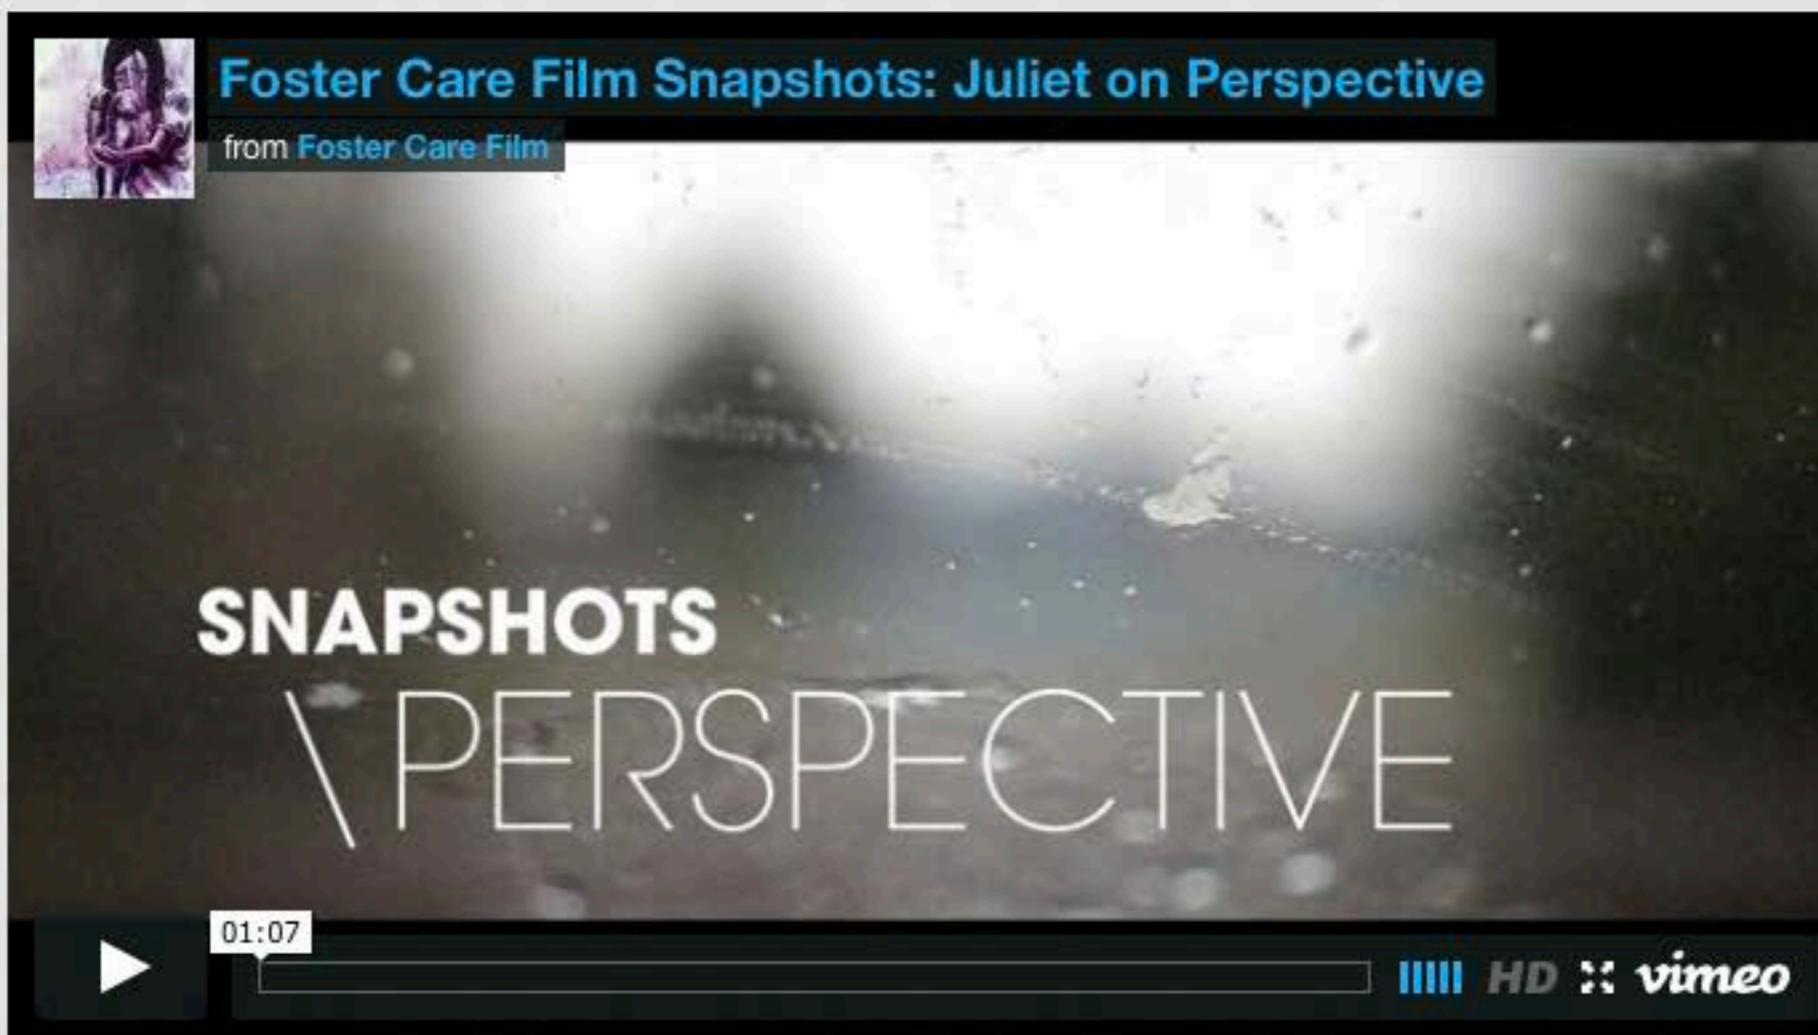 Foster Care Film Snapshots: Juliet on Perspective
from Foster Care Film
SNAPSHOTS
\PERSPECTIVE
01:07
HD vimeo